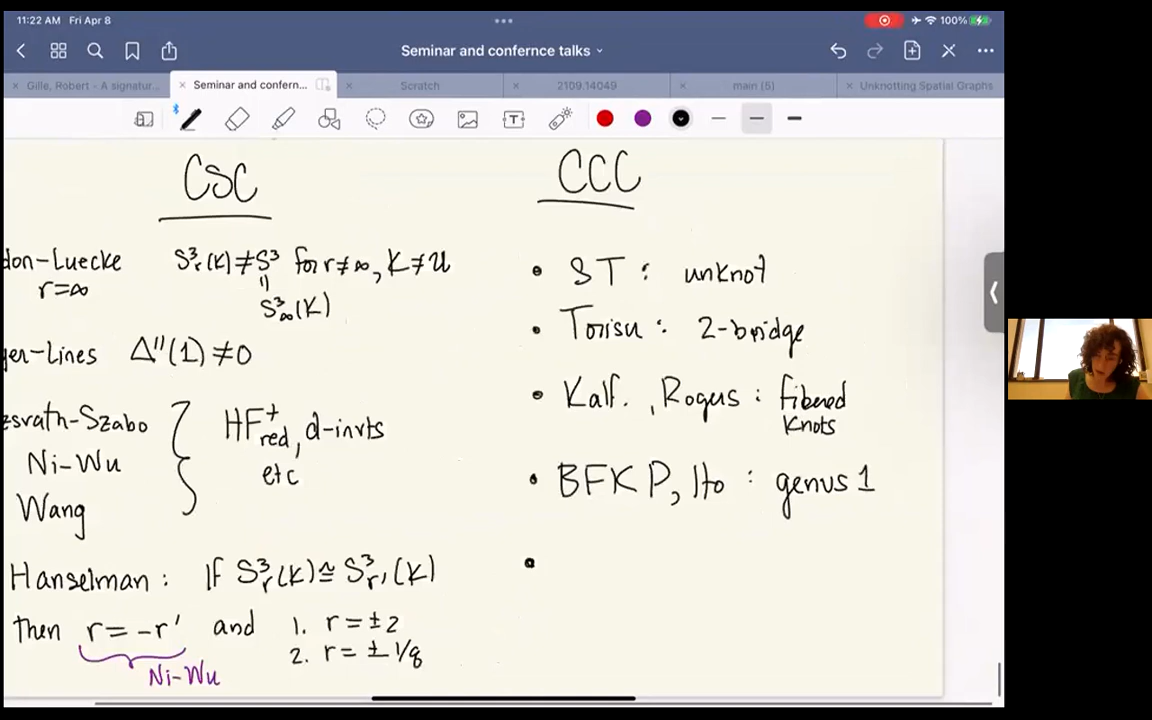 11:22 AM Fri Apr 8
100%
Seminar and confernce talks
Gille, Robert - A signatur...
Seminar and confern...
Scratch
2109.14049
main (5)
Unknotting Spatial Graphs
CSC
don-Luecke S³ᵣ(K)≠S³ for r≠∞, K≠U
r=∞
S³∞(K)
yer-Lines Δ''(1)≠0
zsvath-Szabo
Ni-Wu
Wang
HF⁺red, d-invts
etc
Hanselman: If S³ᵣ(K)≅S³ᵣ'(K)
then r=-r' and 1. r=±2
2. r=±1/q
Ni-Wu
CCC
• ST: unknot
• Torisu: 2-bridge
• Kalf., Rogus: fibered
knots
• BFKP, Ito: genus 1
•